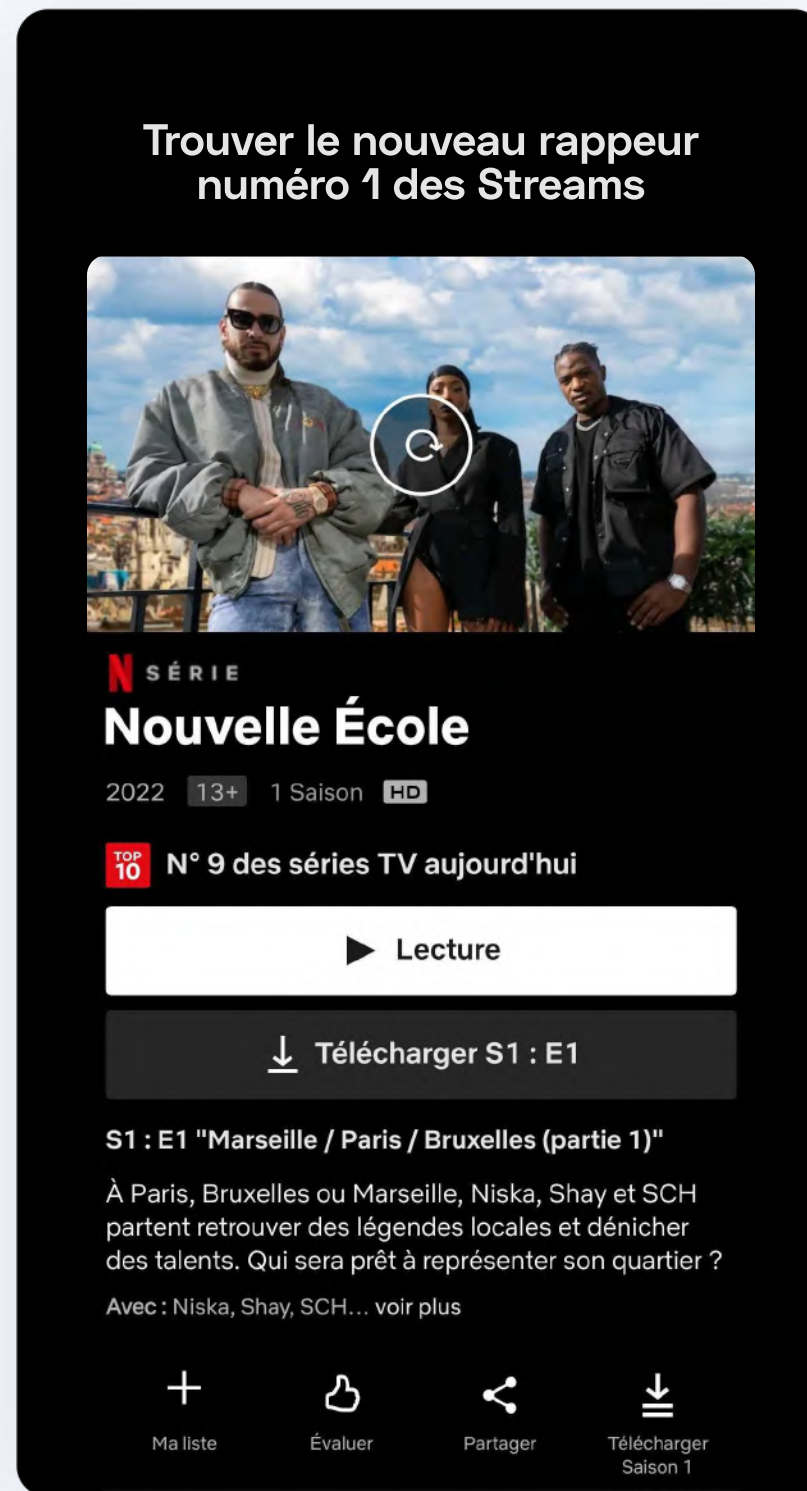 Trouver le nouveau rappeur
numéro 1 des Streams
N SÉRIE
Nouvelle École
2022 13+ 1 Saison HD
TOP
10
N° 9 des séries TV aujourd'hui
Lecture
Télécharger S1 : E1
S1 : E1 "Marseille / Paris / Bruxelles (partie 1)"
À Paris, Bruxelles ou Marseille, Niska, Shay et SCH
partent retrouver des légendes locales et dénicher
des talents. Qui sera prêt à représenter son quartier ?
Avec : Niska, Shay, SCH... voir plus
Ma liste
Évaluer
Partager
Télécharger
Saison 1